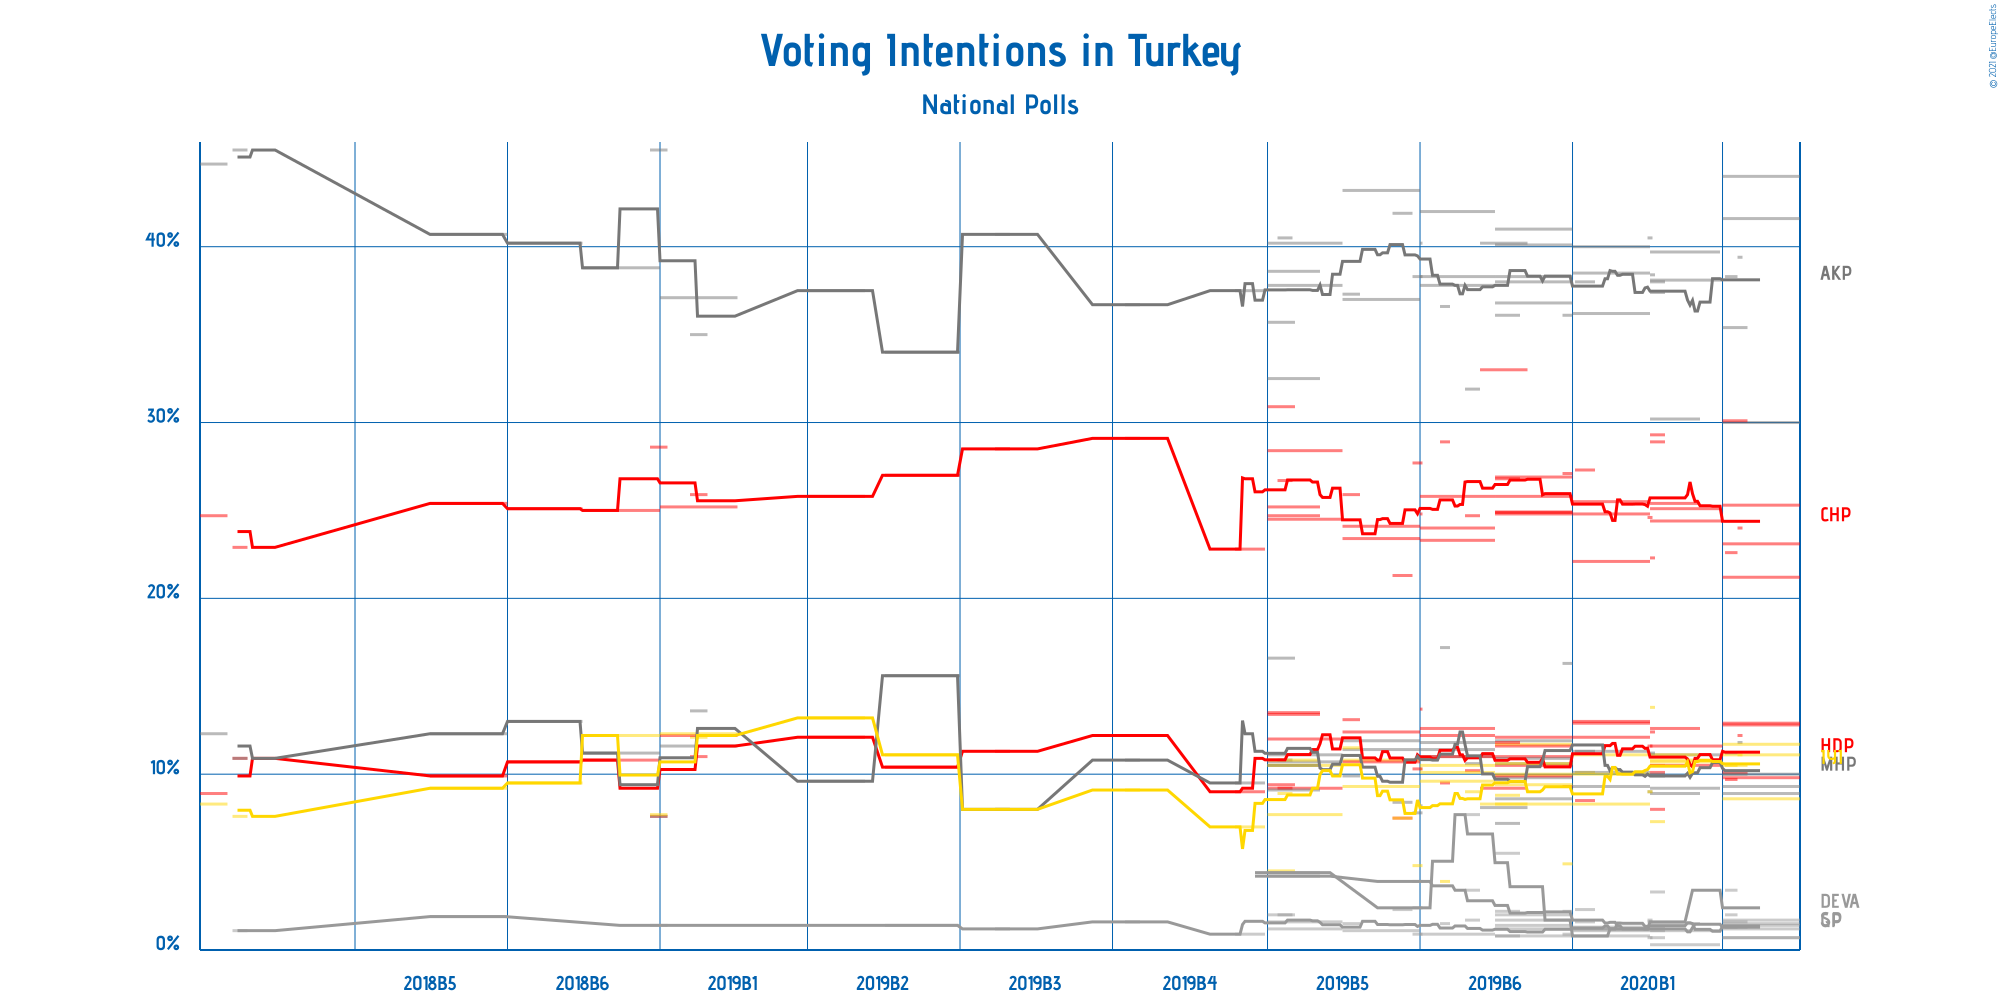 Voting Intentions in Turkey
National Polls
© 2021 @EuropeElects
40%
30%
20%
10%
0%
AKP
CHP
HDP
MHP
DEVA
SP
2018B5 2018B6 2019B1 2019B2 2019B3 2019B4 2019B5 2019B6 2020B1